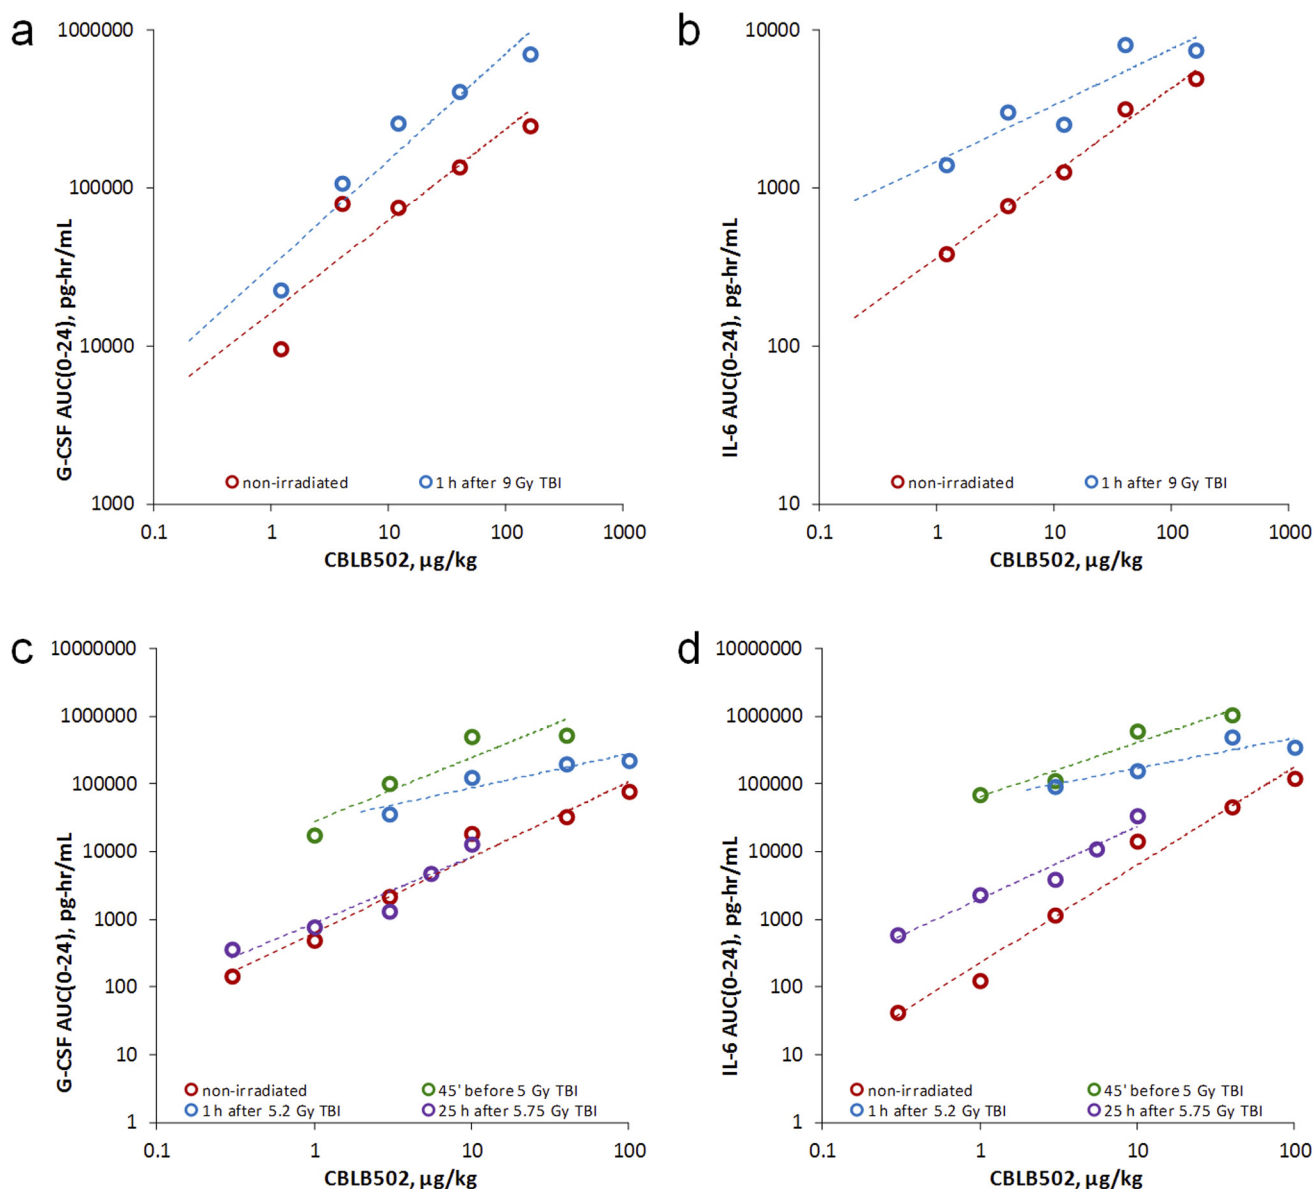 a
1000000
100000
10000
1000
G-CSF AUC(0-24), pg-hr/mL
non-irradiated
1 h after 9 Gy TBI
0.1
1
10
100
1000
CBLB502, µg/kg
b
10000
1000
100
10
IL-6 AUC(0-24), pg-hr/mL
non-irradiated
1 h after 9 Gy TBI
0.1
1
10
100
1000
CBLB502, µg/kg
c
10000000
1000000
100000
10000
1000
100
10
1
G-CSF AUC(0-24), pg-hr/mL
non-irradiated
45' before 5 Gy TBI
1 h after 5.2 Gy TBI
25 h after 5.75 Gy TBI
0.1
1
10
100
CBLB502, µg/kg
d
10000000
1000000
100000
10000
1000
100
10
1
IL-6 AUC(0-24), pg-hr/mL
non-irradiated
45' before 5 Gy TBI
1 h after 5.2 Gy TBI
25 h after 5.75 Gy TBI
0.1
1
10
100
CBLB502, µg/kg